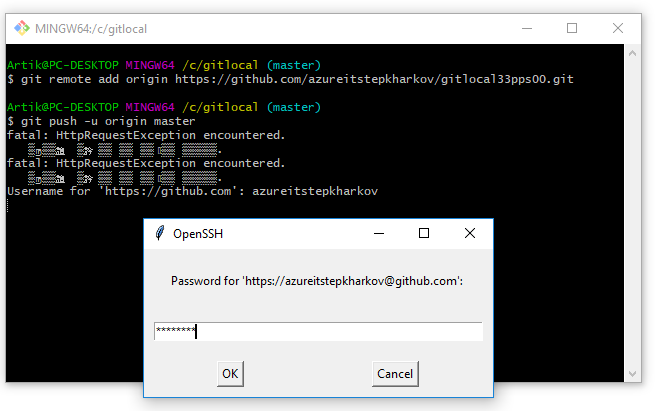 MINGW64:/c/gitlocal
Artik@PC-DESKTOP MINGW64 /c/gitlocal (master)
$ git remote add origin https://github.com/azureitstepkharkov/gitlocal33pps00.git
Artik@PC-DESKTOP MINGW64 /c/gitlocal (master)
$ git push -u origin master
fatal: HttpRequestException encountered.
fatal: HttpRequestException encountered.
Username for 'https://github.com': azureitstepkharkov
OpenSSH
Password for 'https://azureitstepkharkov@github.com':
********
OK Cancel